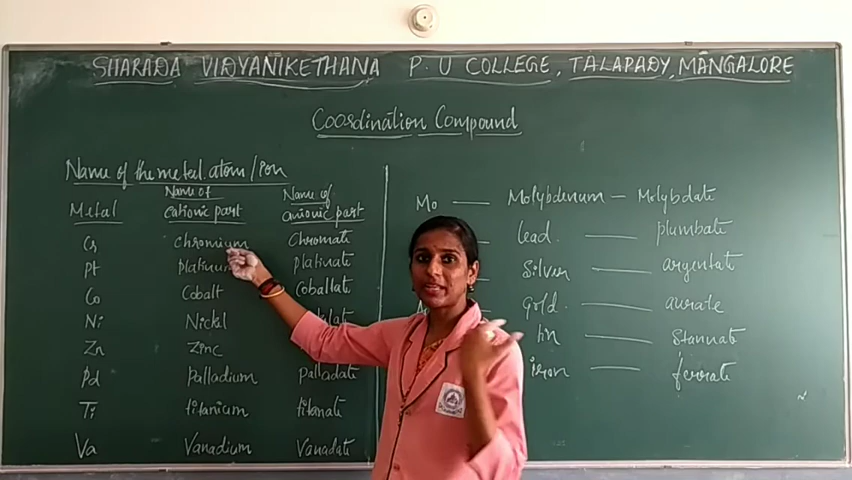 SHARADA VIDYANIKETHANA P.U COLLEGE, TALAPADY, MANGALORE
Coordination Compound
Name of the metal atom/ion
Metal Name of cationic part Name of anionic part
Cr chromium chromate
Pt platinum platinate
Co Cobalt Cobaltate
Ni Nickel
Zn Zinc
Pd Palladium palladate
Ti titanium titanate
Va Vanadium Vanadate
Mo — Molybdenum — Molybdate
lead — plumbate
Silver — argentate
gold — aurate
tin — Stannate
iron — ferrate